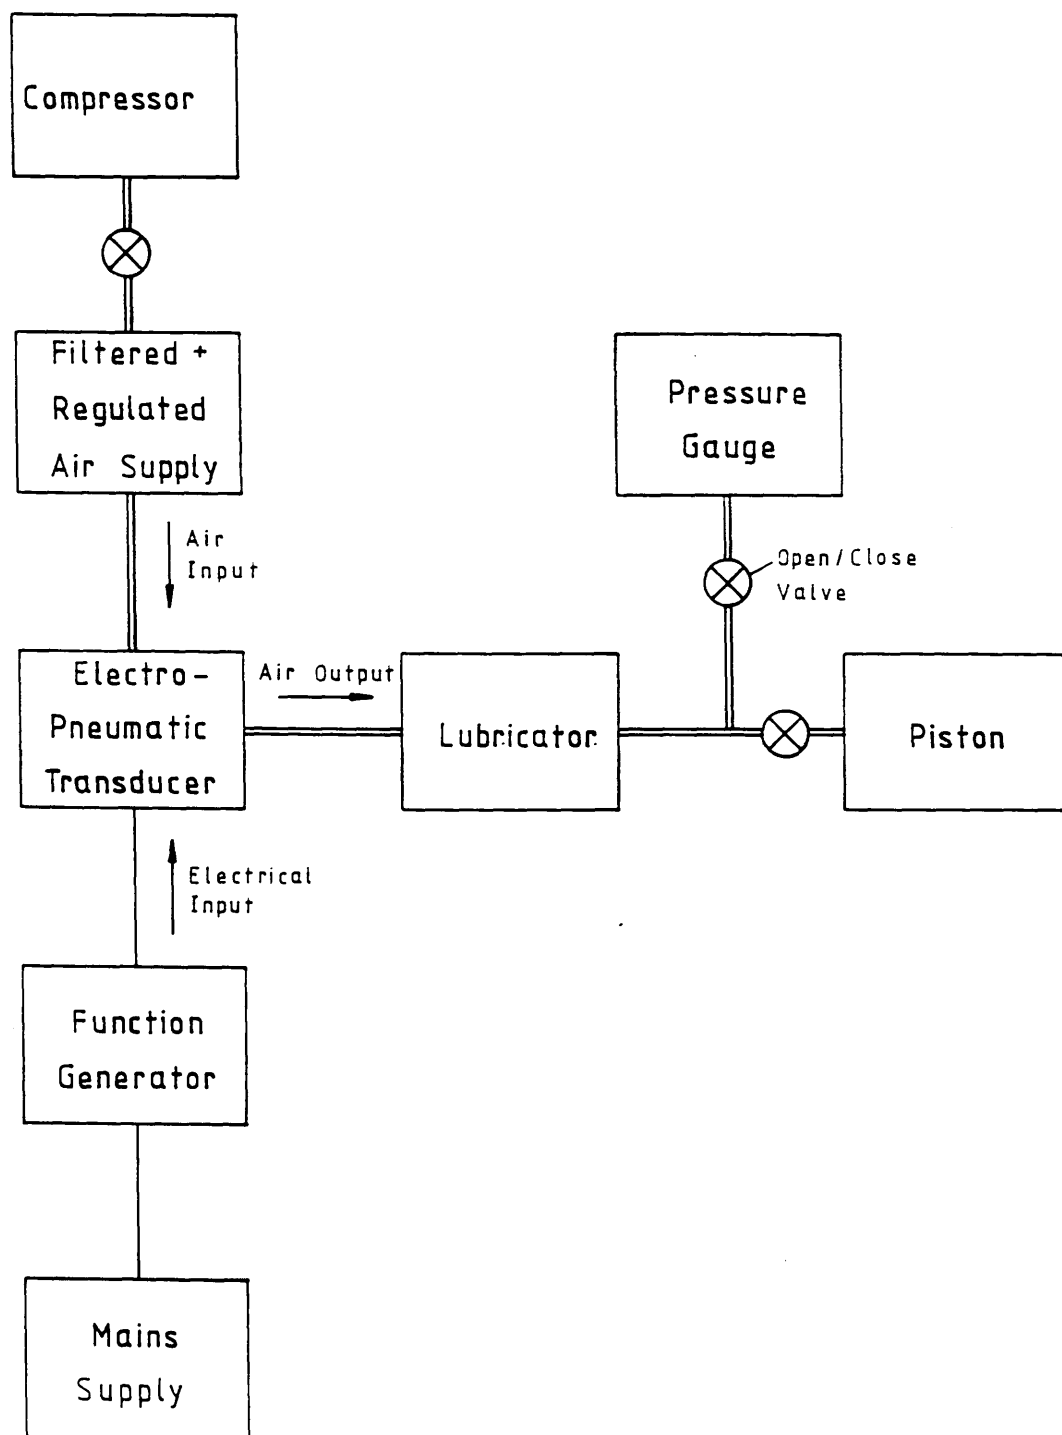 Compressor
Filtered +
Regulated
Air Supply
Air
Input
Pressure
Gauge
Open/Close
Valve
Electro-
Pneumatic
Transducer
Air Output
Lubricator
Piston
Electrical
Input
Function
Generator
Mains
Supply